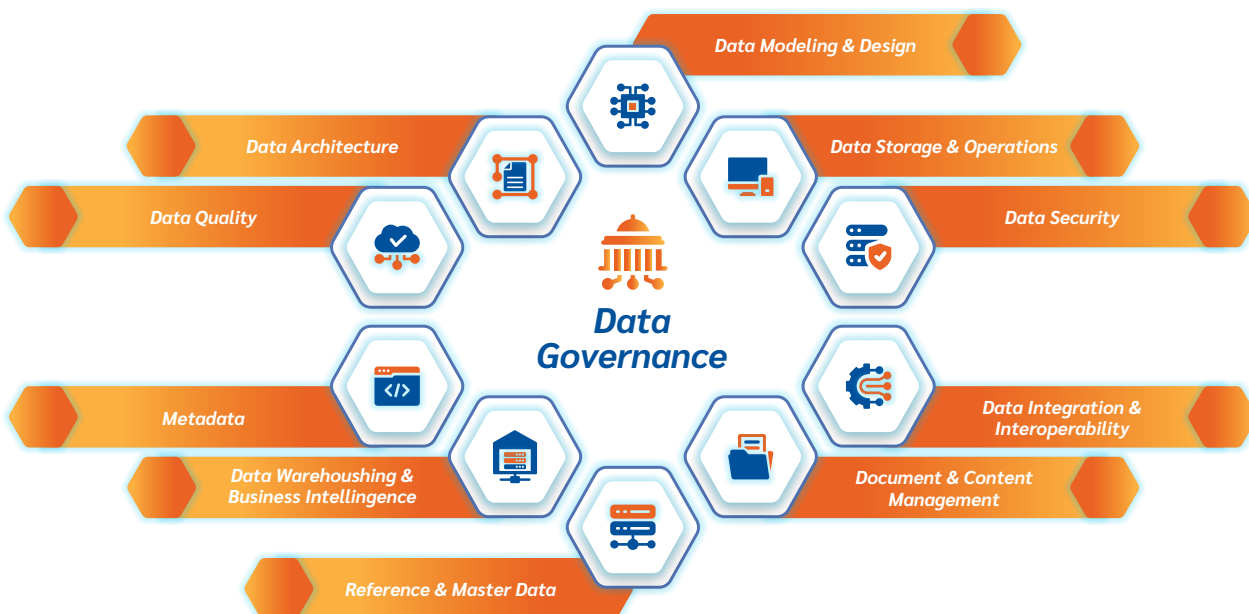 Data Modeling & Design
Data Architecture
Data Storage & Operations
Data Quality
Data Security
Data
Governance
</>
Metadata
Data Integration &
Interoperability
Data Warehoushing &
Business Intellingence
Document & Content
Management
Reference & Master Data